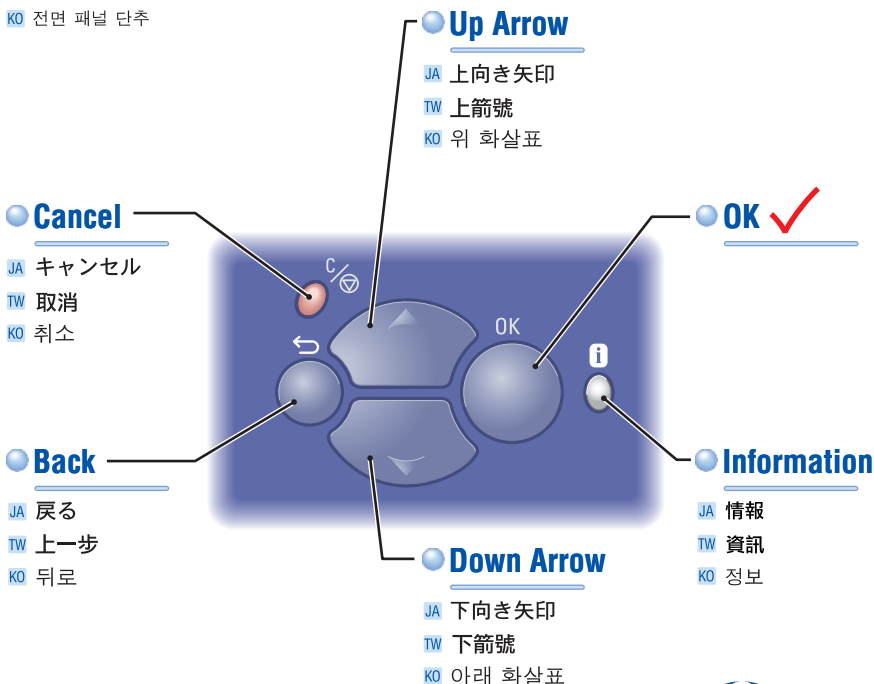 KO 전면 패널 단추
Up Arrow
JA 上向き矢印
TW 上箭號
KO 위 화살표
Cancel
JA キャンセル
TW 取消
KO 취소
OK
C/
OK
i
Back
JA 戻る
TW 上一步
KO 뒤로
Information
JA 情報
TW 資訊
KO 정보
Down Arrow
JA 下向き矢印
TW 下箭號
KO 아래 화살표